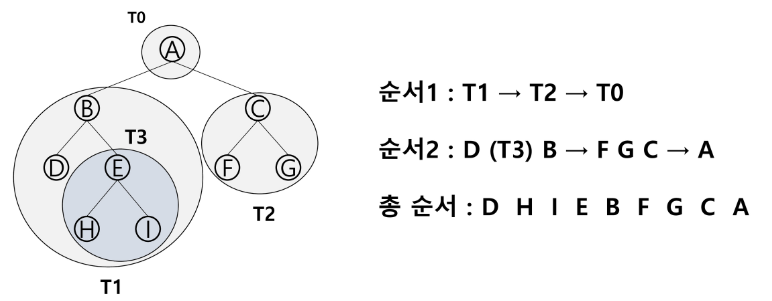 T0
A
B
C
T3
D
E
F
G
H
I
T2
T1
순서1 : T1 → T2 → T0
순서2 : D (T3) B → F G C → A
총 순서 : D H I E B F G C A